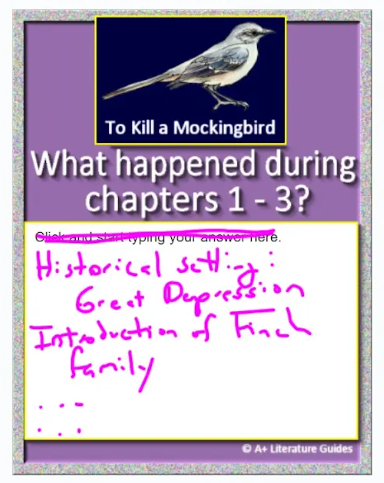 To Kill a Mockingbird
What happened during
chapters 1 - 3?
Click and start typing your answer here.
Historical setting:
Great Depression
Introduction of Finch
family
...
...
© A+ Literature Guides